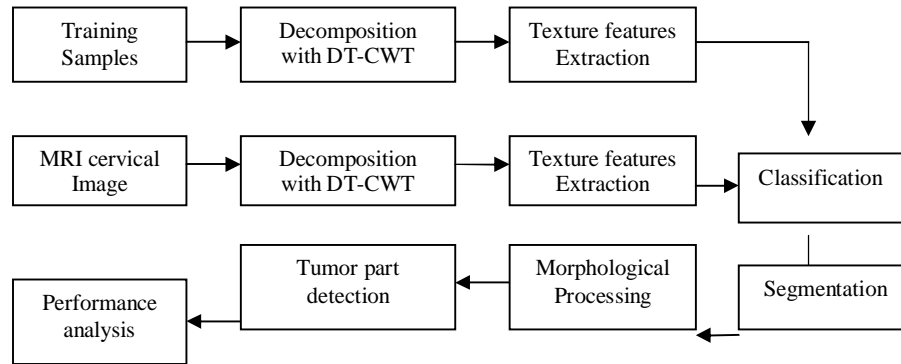 Training
Samples
Decomposition
with DT-CWT
Texture features
Extraction
MRI cervical
Image
Decomposition
with DT-CWT
Texture features
Extraction
Classification
Performance
analysis
Tumor part
detection
Morphological
Processing
Segmentation